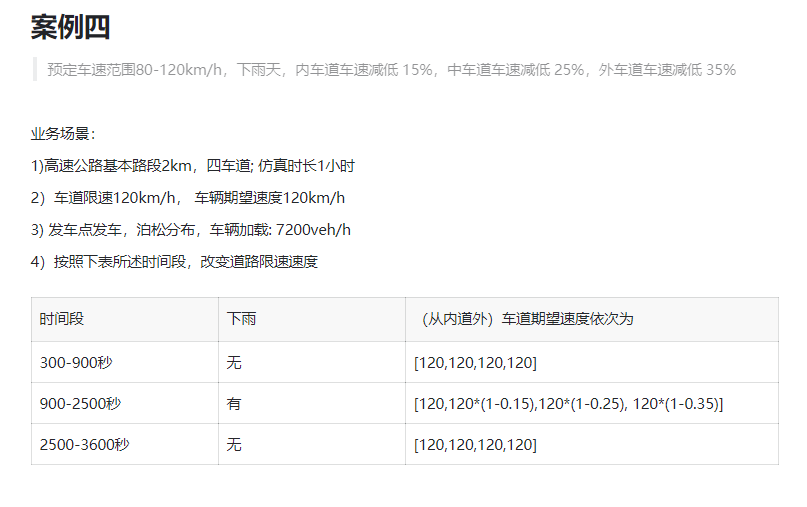 案例四
预定车速范围80-120km/h，下雨天，内车道车速减低 15%，中车道车速减低 25%，外车道车速减低 35%
业务场景：
1)高速公路基本路段2km，四车道; 仿真时长1小时
2）车道限速120km/h， 车辆期望速度120km/h
3) 发车点发车，泊松分布，车辆加载: 7200veh/h
4）按照下表所述时间段，改变道路限速速度
时间段 下雨 （从内道外）车道期望速度依次为
300-900秒 无 [120,120,120,120]
900-2500秒 有 [120,120*(1-0.15),120*(1-0.25), 120*(1-0.35)]
2500-3600秒 无 [120,120,120,120]